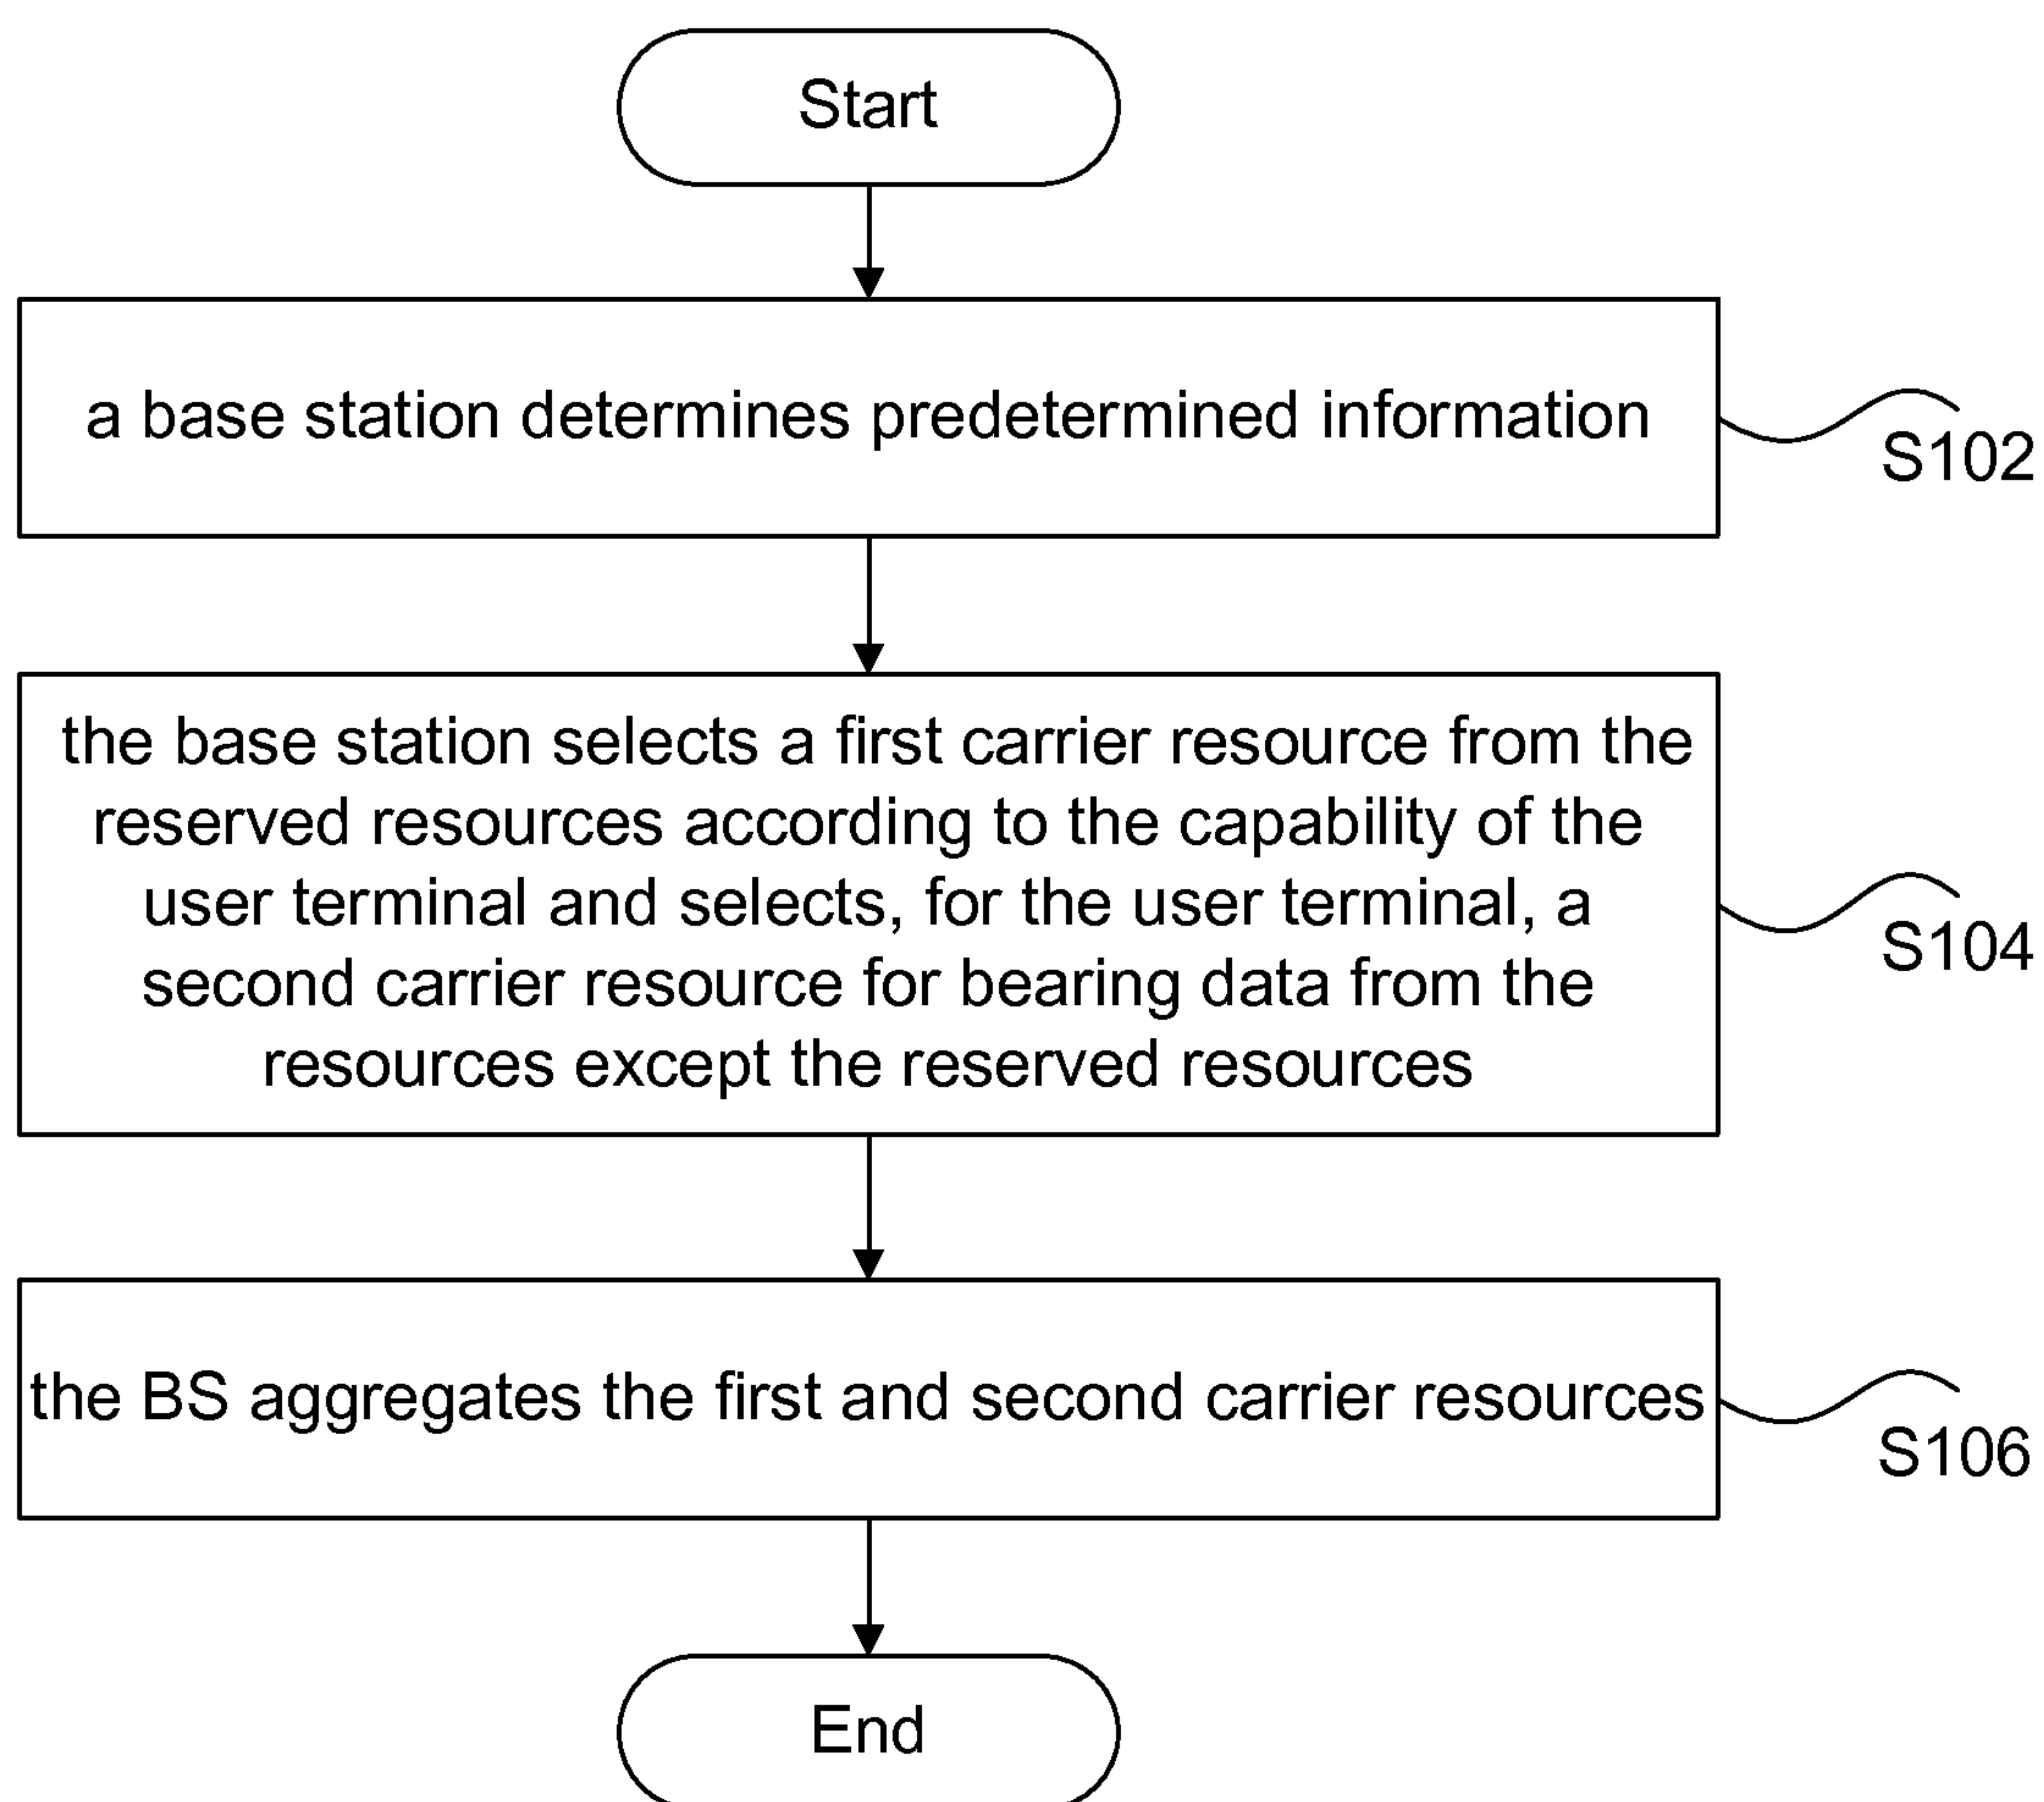 Start
a base station determines predetermined information
S102
the base station selects a first carrier resource from the
reserved resources according to the capability of the
user terminal and selects, for the user terminal, a
second carrier resource for bearing data from the
resources except the reserved resources
S104
the BS aggregates the first and second carrier resources
S106
End